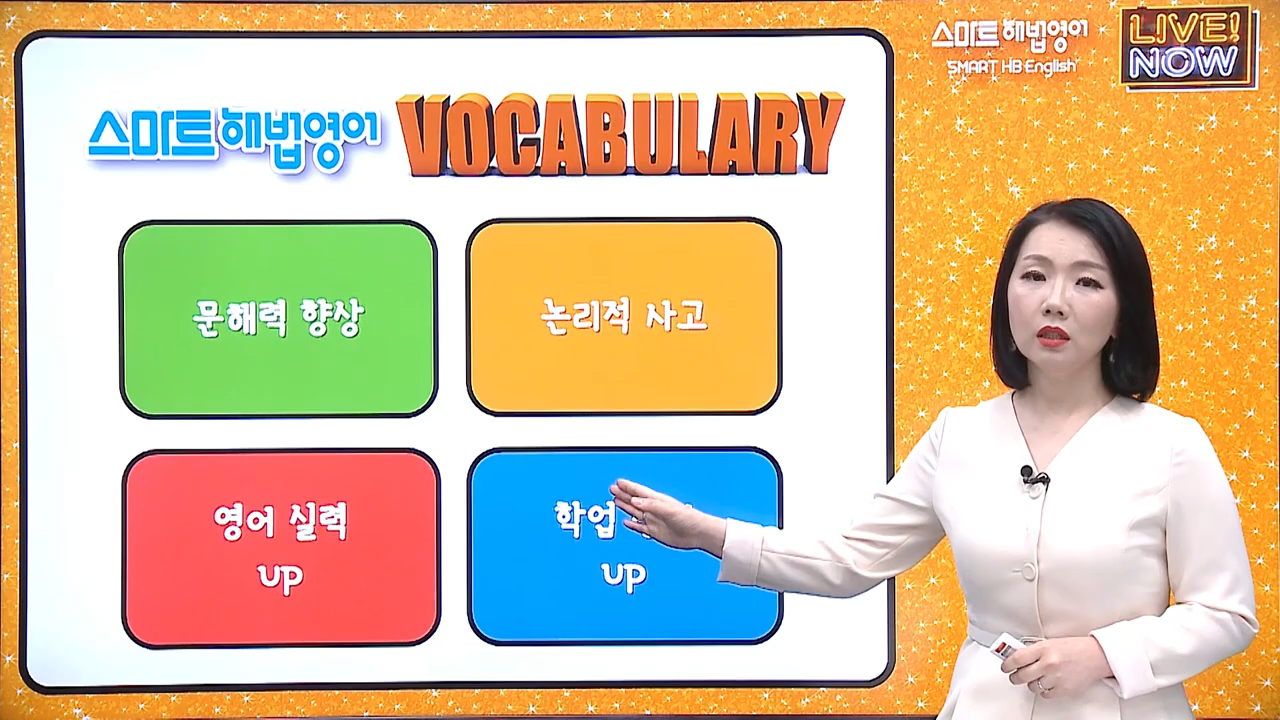 스마트 해법영어
SMART HB English
LIVE!
NOW
스마트 해법영어 VOCABULARY
문해력 향상
논리적 사고
영어 실력
UP
학업
UP